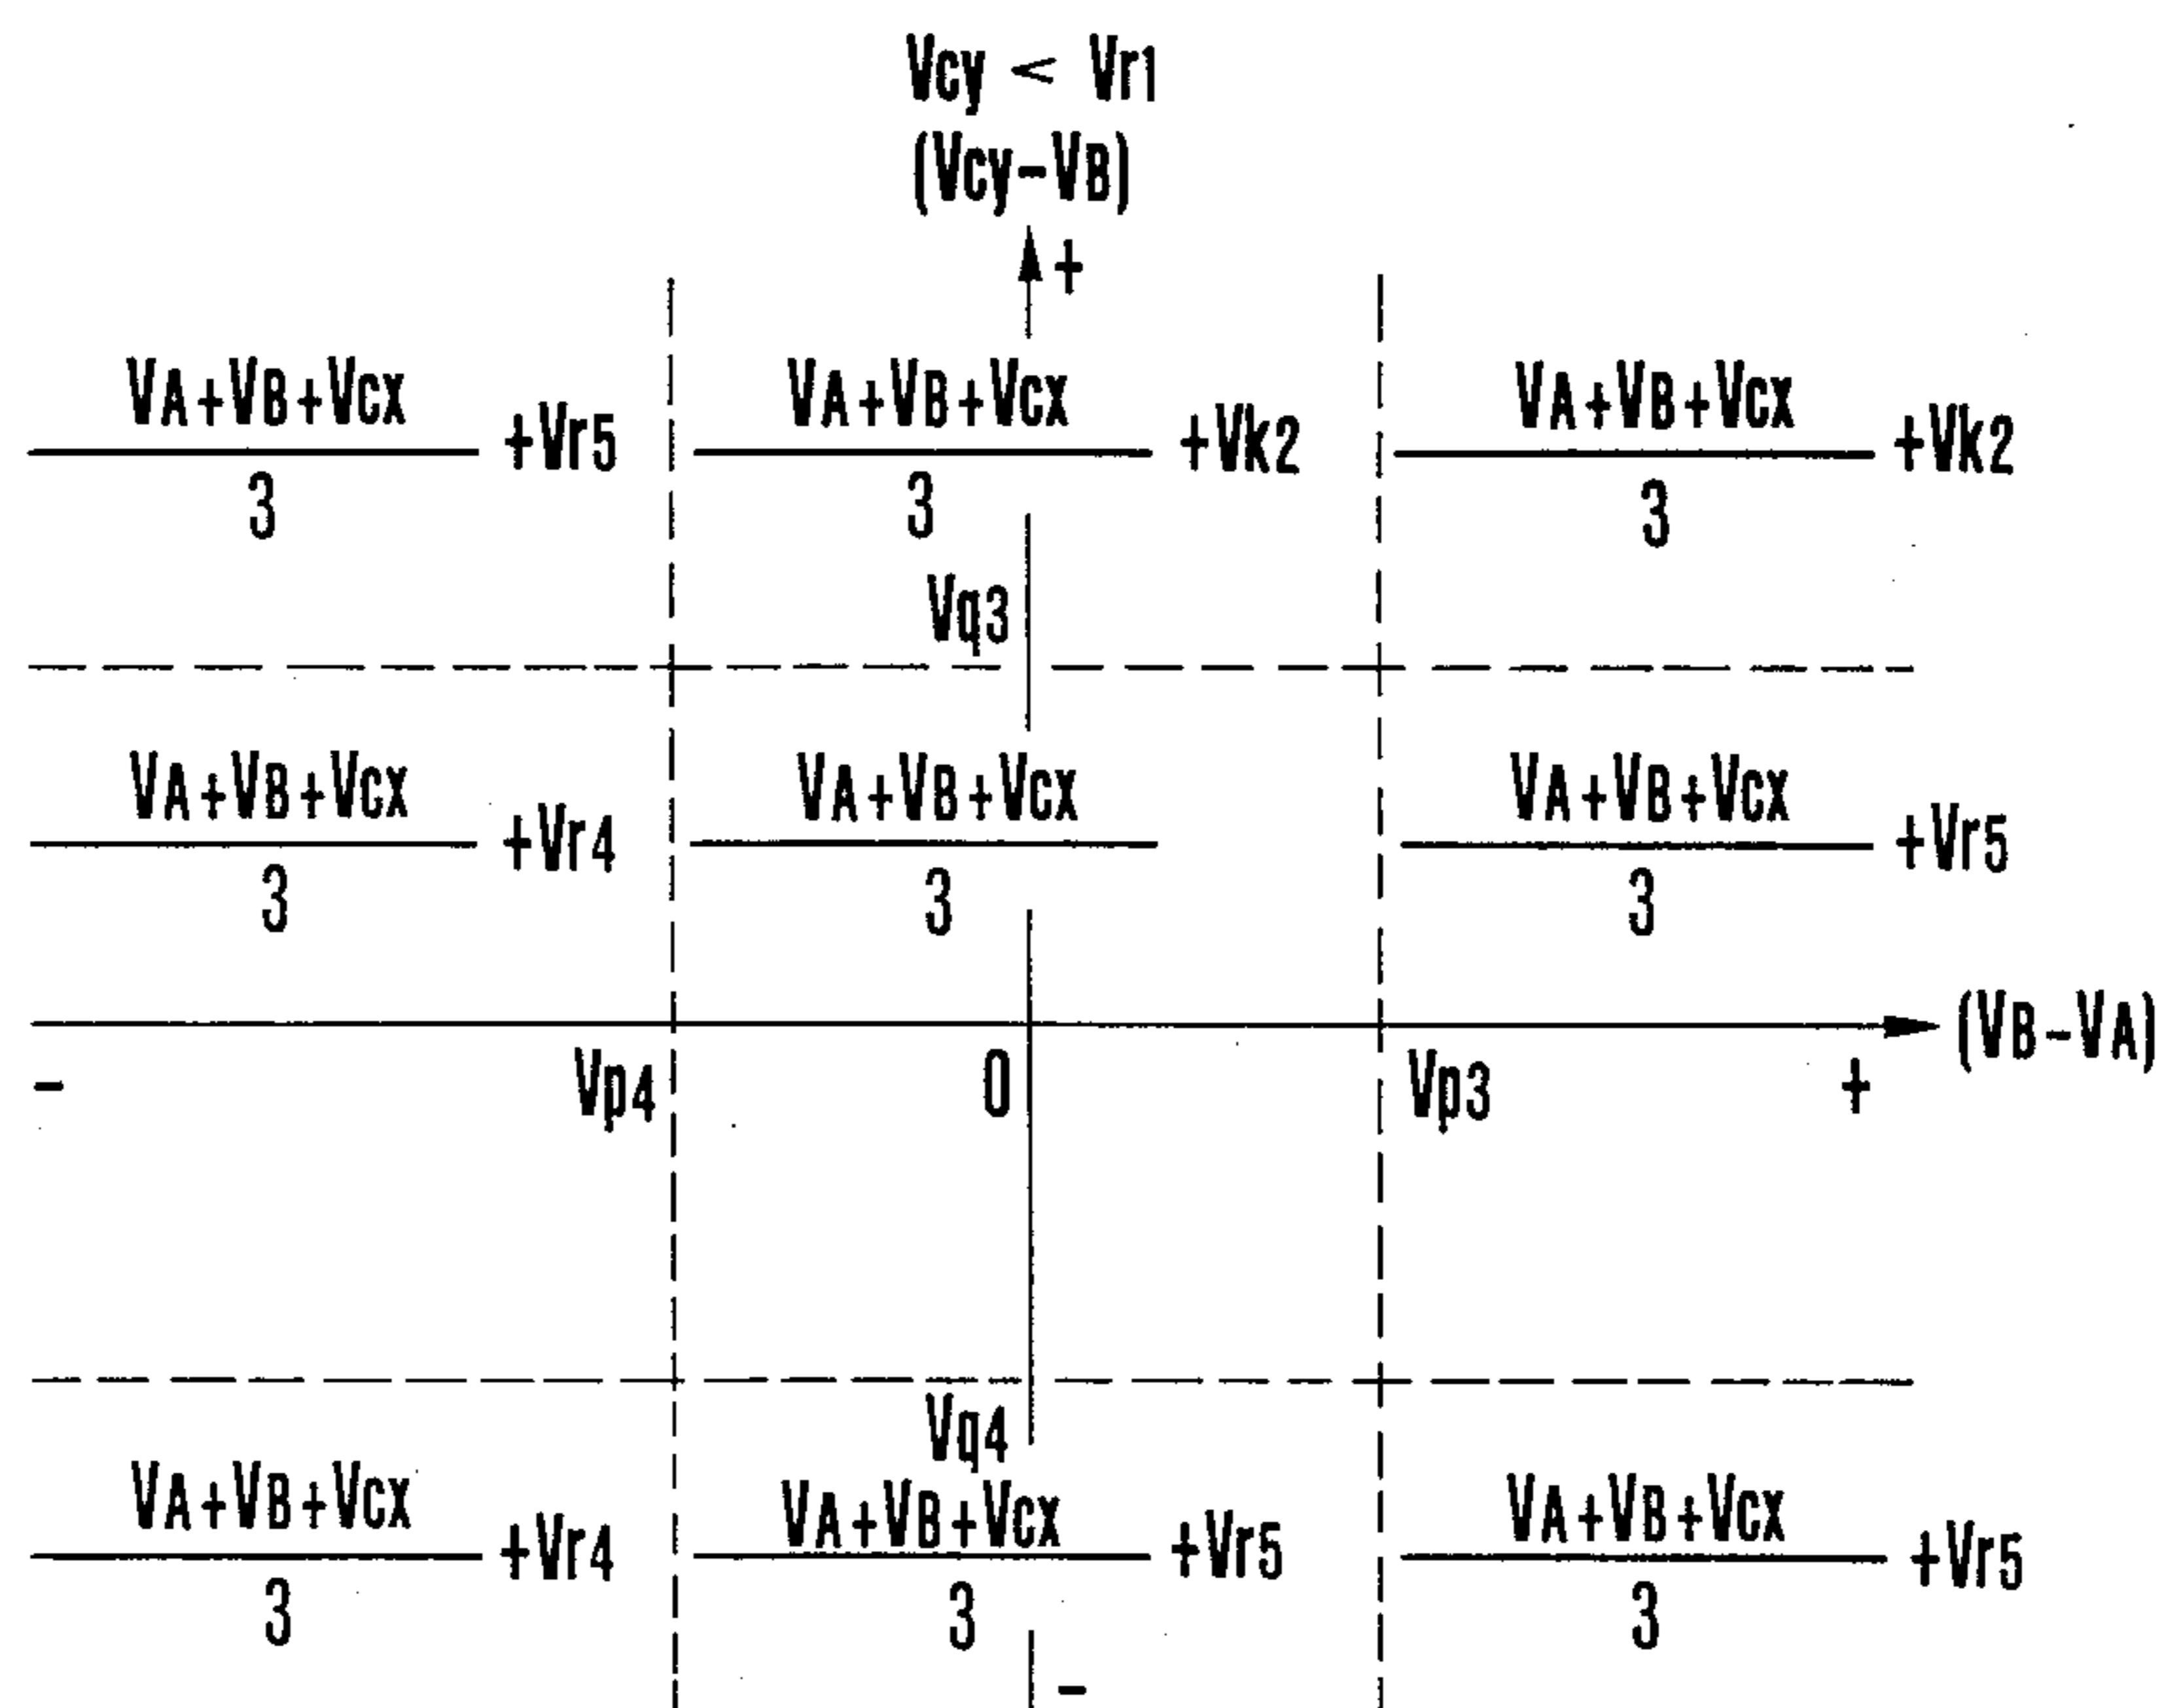 Vcy < Vr1
(Vcy-VB)
+
VA+VB+Vcx
3
+Vr5
VA+VB+Vcx
3
+Vk2
VA+VB+Vcx
3
+Vk2
Vq3
VA+VB+Vcx
3
+Vr4
VA+VB+Vcx
3
VA+VB+Vcx
3
+Vr5
(VB-VA)
-
Vp4
0
Vp3
+
Vq4
VA+VB+Vcx
3
+Vr4
VA+VB+Vcx
3
+Vr5
VA+VB+Vcx
3
+Vr5
-